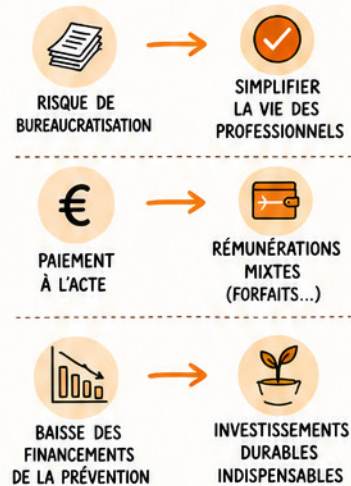 RISQUE DE
BUREAUCRATISATION
SIMPLIFIER
LA VIE DES
PROFESSIONNELS
€
PAIEMENT
À L'ACTE
RÉMUNÉRATIONS
MIXTES
(FORFAITS...)
BAISSE DES
FINANCEMENTS
DE LA PRÉVENTION
INVESTISSEMENTS
DURABLES
INDISPENSABLES